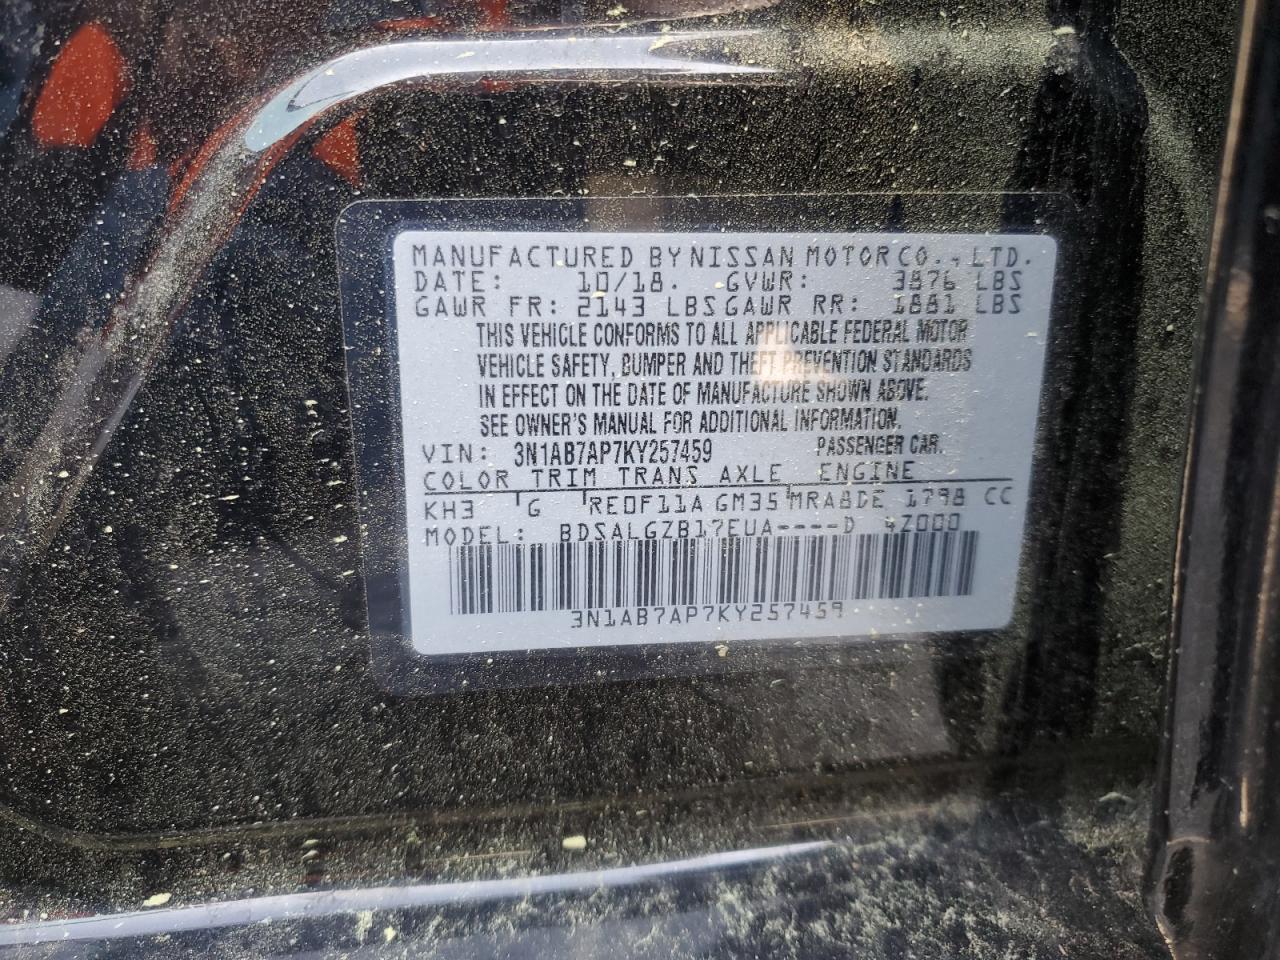 MANUFACTURED BY NISSAN MOTOR CO., LTD.
DATE: 10/18. GVWR: 3876 LBS
GAWR FR: 2143 LBS GAWR RR: 1881 LBS
THIS VEHICLE CONFORMS TO ALL APPLICABLE FEDERAL MOTOR
VEHICLE SAFETY, BUMPER AND THEFT PREVENTION STANDARDS
IN EFFECT ON THE DATE OF MANUFACTURE SHOWN ABOVE.
SEE OWNER'S MANUAL FOR ADDITIONAL INFORMATION.
VIN: 3N1AB7AP7KY257459 PASSENGER CAR.
COLOR TRIM TRANS AXLE ENGINE
KH3 G RE0F11A GM35 MRA8DE 1798 CC
MODEL: BDSALGZB17EUA----D 4Z000
3N1AB7AP7KY257459